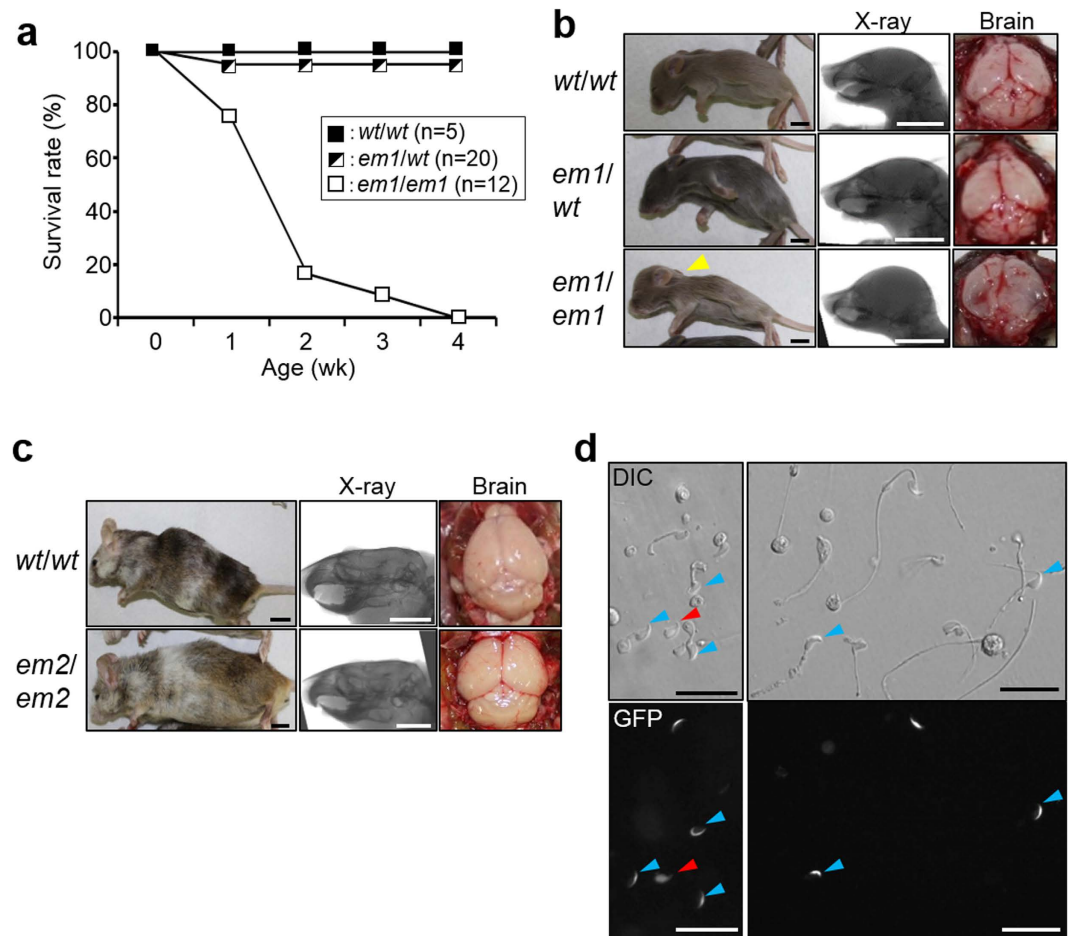 a
100
80
60
40
20
0
Survival rate (%)
0 1 2 3 4
Age (wk)
: wt/wt (n=5)
: em1/wt (n=20)
: em1/em1 (n=12)
b
X-ray Brain
wt/wt
em1/
wt
em1/
em1
c
X-ray Brain
wt/wt
em2/
em2
d
DIC
GFP